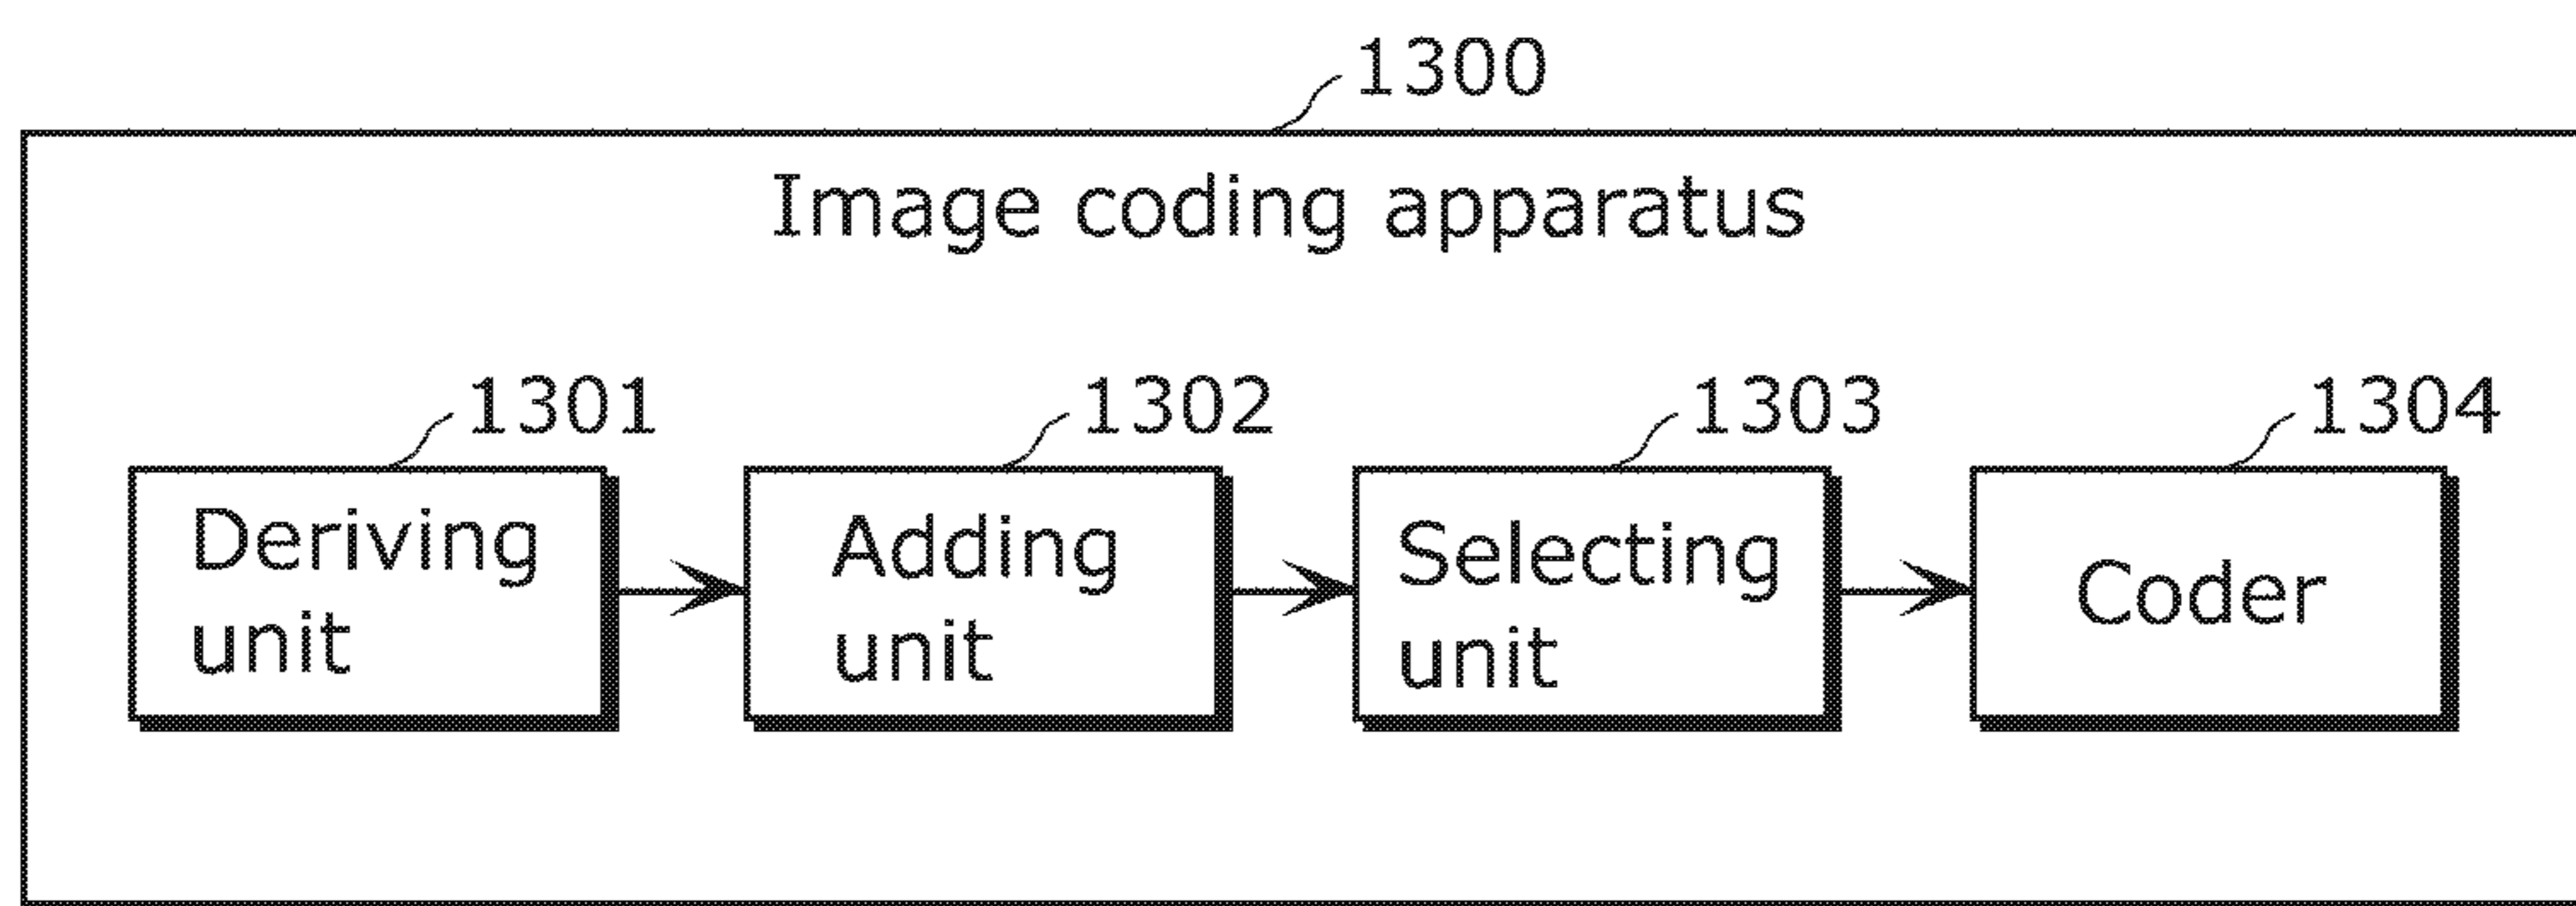 1300
Image coding apparatus
1301
1302
1303
1304
Deriving
unit
Adding
unit
Selecting
unit
Coder